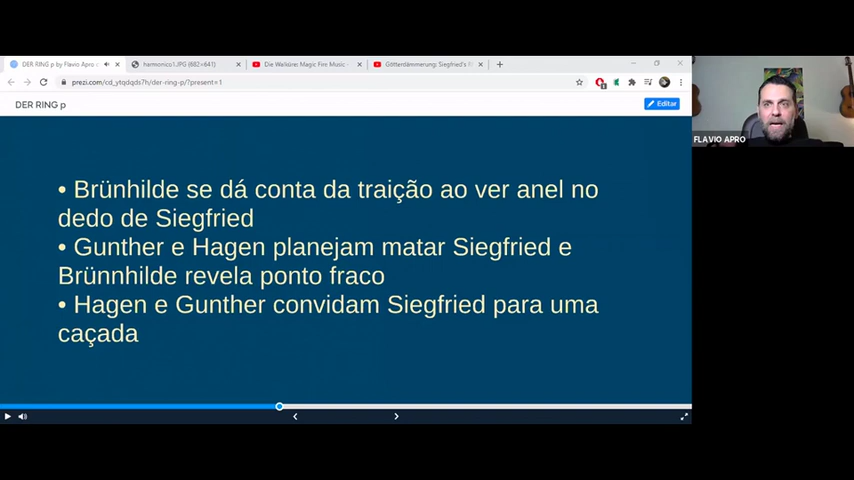 DER RING p by Flavio Apro
harmonico1.JPG (682×641)
Die Walküre: Magic Fire Music -
Götterdämmerung: Siegfried's F
prezi.com/cd_ytqdqds7h/der-ring-p/?present=1
DER RING p
Editar
FLAVIO APRO
• Brünhilde se dá conta da traição ao ver anel no
dedo de Siegfried
• Gunther e Hagen planejam matar Siegfried e
Brünnhilde revela ponto fraco
• Hagen e Gunther convidam Siegfried para uma
caçada